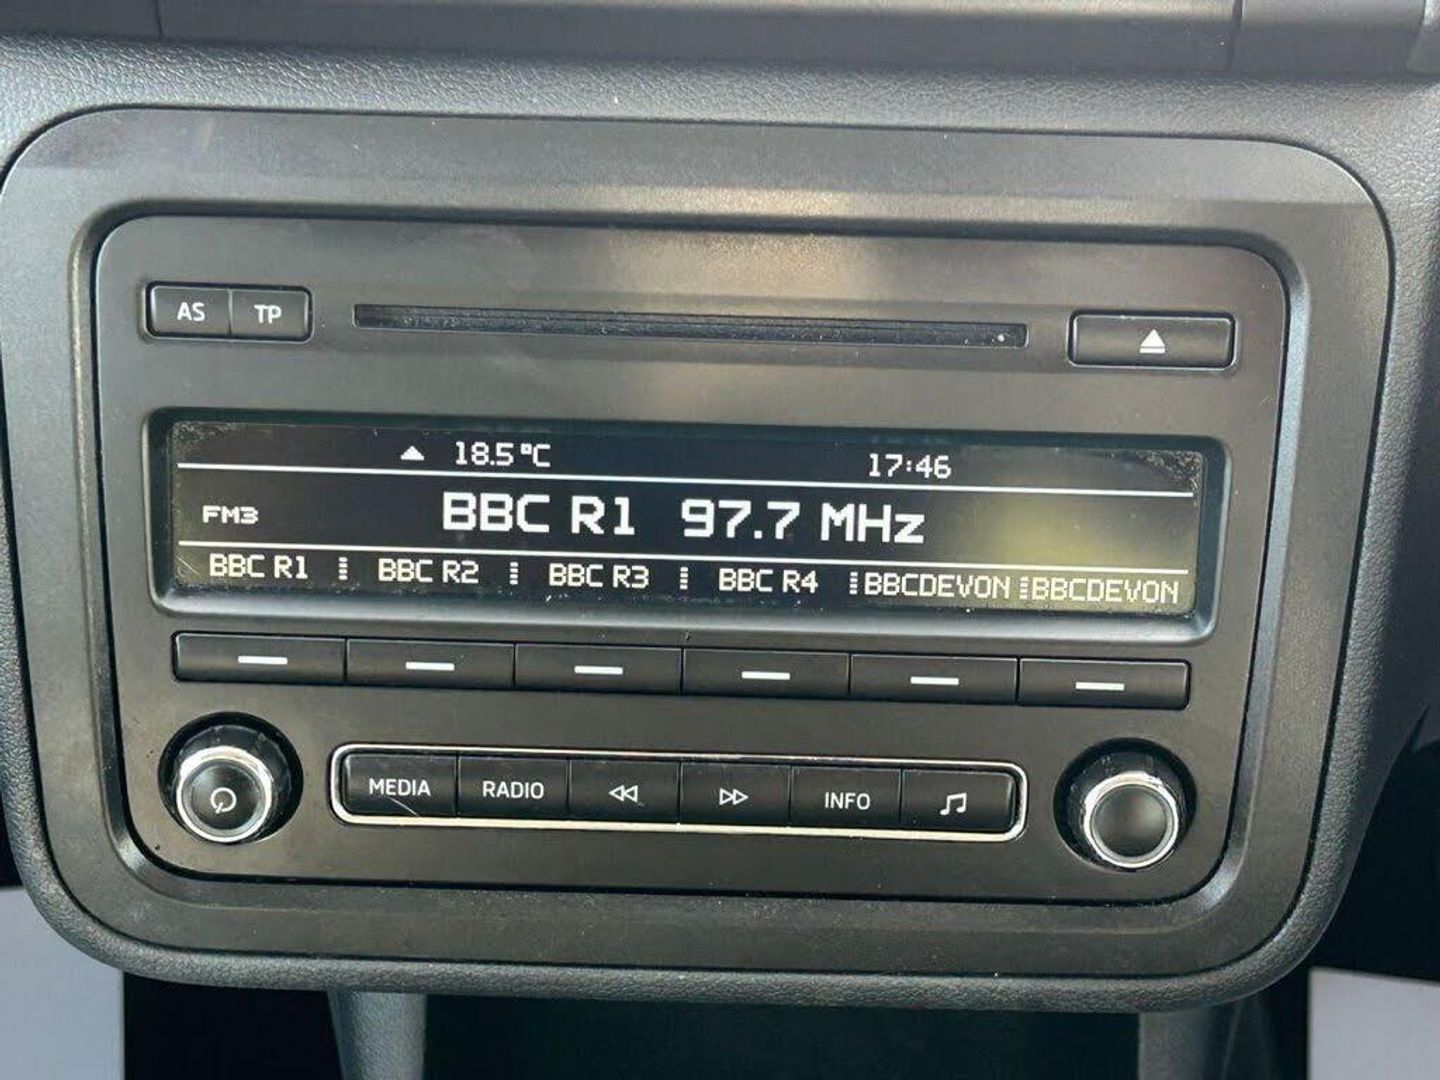 AS TP
18.5°C 17:46
FM3 BBC R1 97.7 MHz
BBC R1 BBC R2 BBC R3 BBC R4 BBCDEVON BBCDEVON
MEDIA RADIO INFO